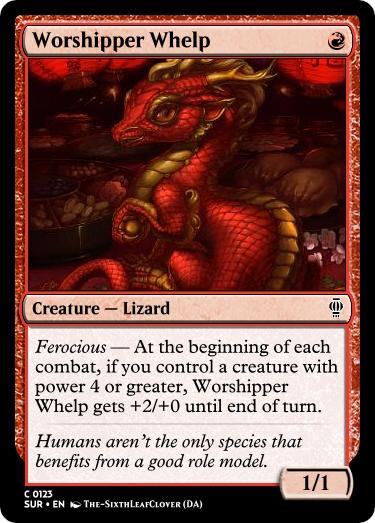 Worshipper Whelp
Creature — Lizard
Ferocious — At the beginning of each
combat, if you control a creature with
power 4 or greater, Worshipper
Whelp gets +2/+0 until end of turn.
Humans aren't the only species that
benefits from a good role model.
1/1
C 0123
SUR • EN The-SixthLeafClover (DA)